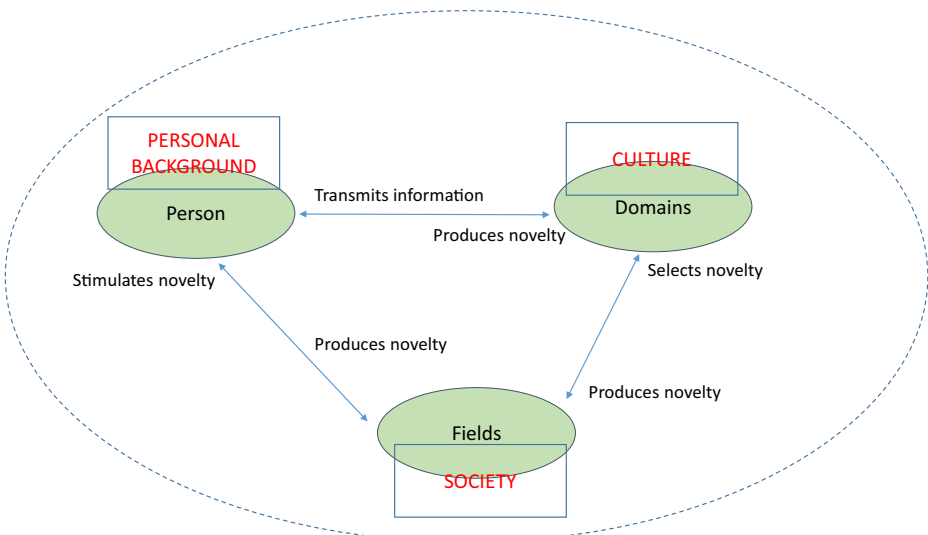 PERSONAL
BACKGROUND
CULTURE
Person
Transmits information
Domains
Produces novelty
Stimulates novelty
Selects novelty
Produces novelty
Produces novelty
Fields
SOCIETY